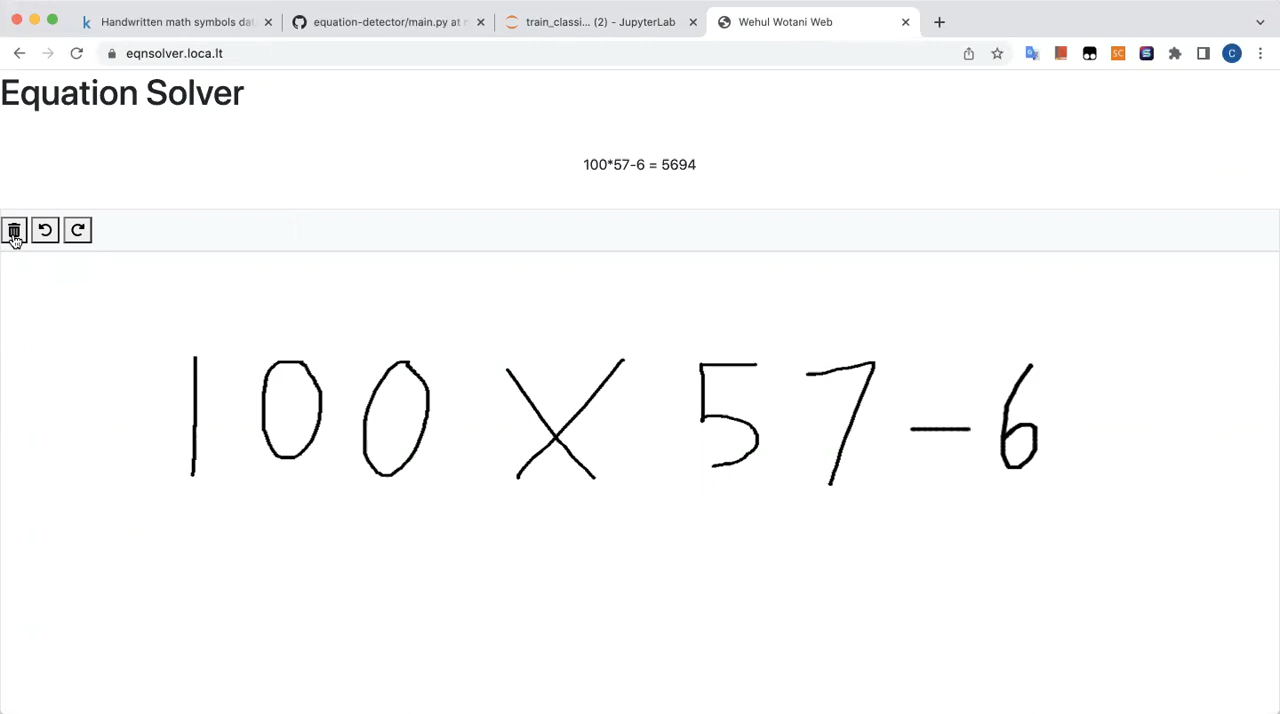 Handwritten math symbols dat
equation-detector/main.py at m
train_classi... (2) - JupyterLab
Wehul Wotani Web
eqnsolver.loca.lt
SC
S
C
Equation Solver
100*57-6 = 5694
100 X 57-6